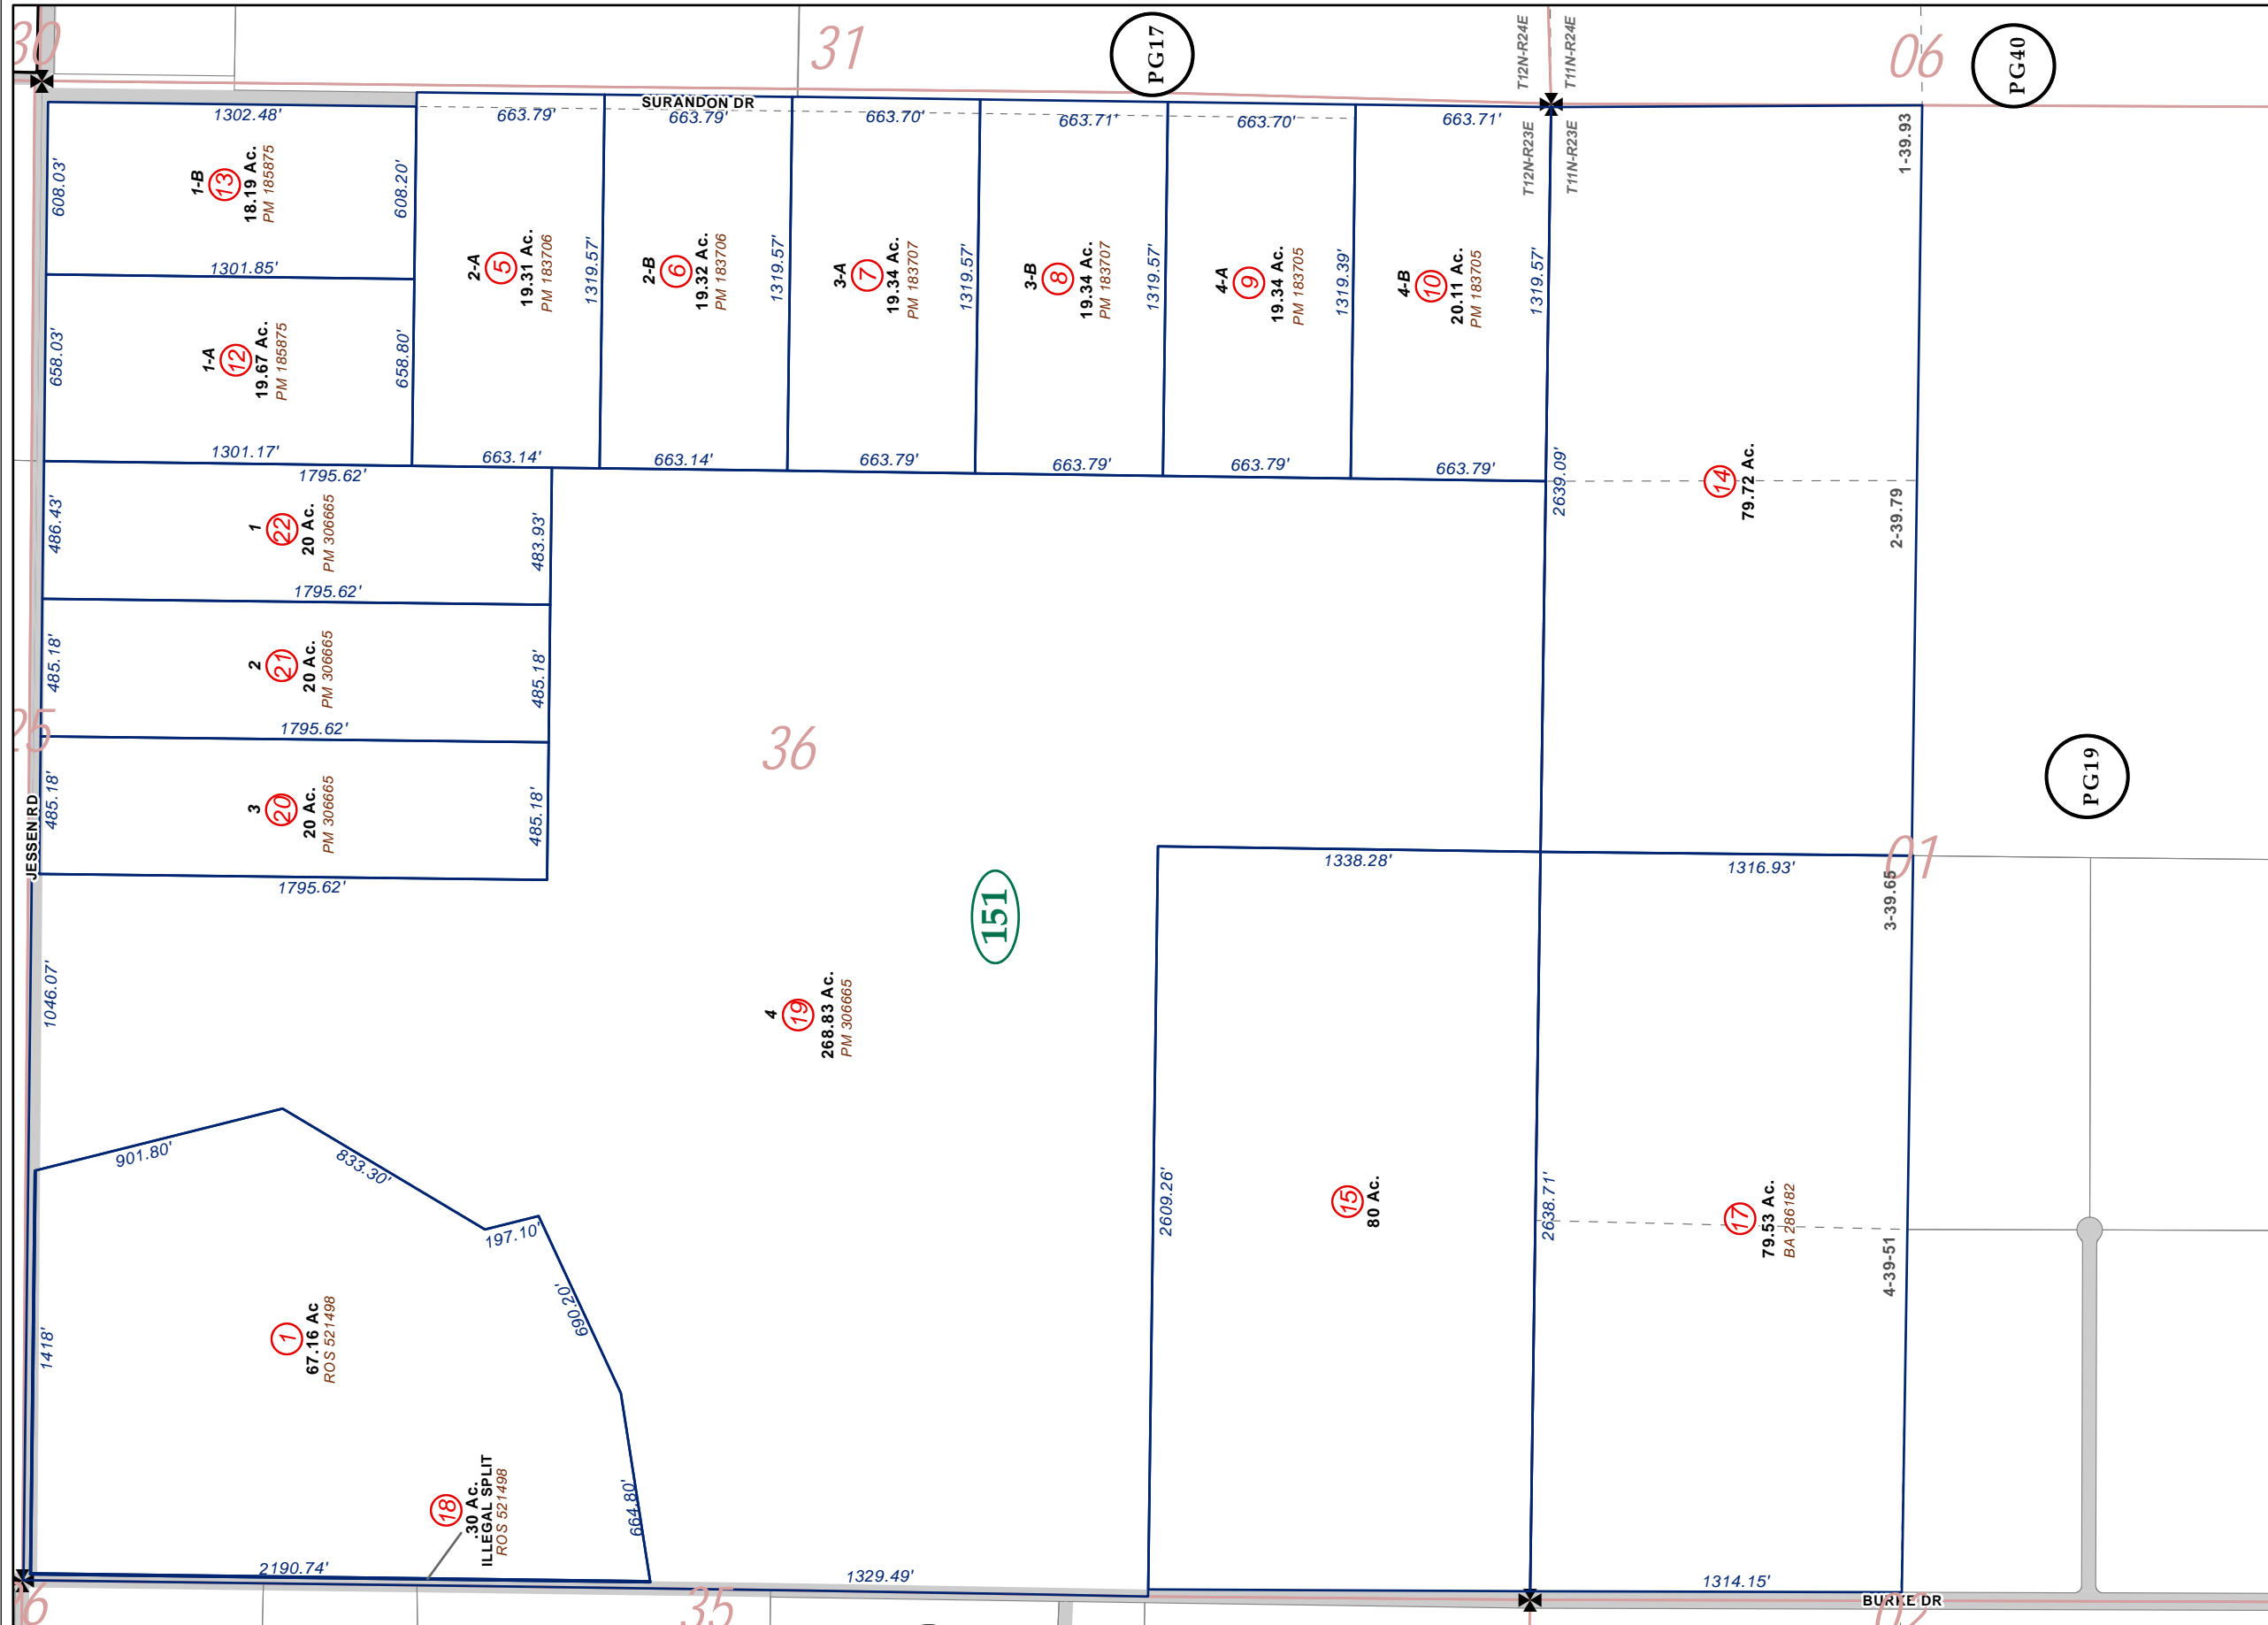 30
31
PG17
T12N-R24E
T11N-R24E
06
PG40
SURANDON DR
1302.48'
663.79'
663.79'
663.70'
663.71'
663.70'
663.71'
T12N-R23E
T11N-R23E
1-39.93
608.03'
1-B
13
18.19 Ac.
PM 185875
608.20'
1301.85'
658.03'
1-A
12
19.67 Ac.
PM 185875
658.80'
1301.17'
2-A
5
19.31 Ac.
PM 183706
1319.57'
663.14'
2-B
6
19.32 Ac.
PM 183706
1319.57'
663.14'
3-A
7
19.34 Ac.
PM 183707
1319.57'
663.79'
3-B
8
19.34 Ac.
PM 183707
1319.57'
663.79'
4-A
9
19.34 Ac.
PM 183705
1319.39'
663.79'
4-B
10
20.11 Ac.
PM 183705
1319.57'
663.79'
2639.09'
14
79.72 Ac.
2-39.79
1795.62'
486.43'
1
22
20 Ac.
PM 306665
483.93'
1795.62'
485.18'
2
21
20 Ac.
PM 306665
485.18'
1795.62'
25
JESSEN RD
485.18'
3
20
20 Ac.
PM 306665
485.18'
1795.62'
36
PG19
01
3-39.65
1338.28'
1316.93'
151
1046.07'
4
19
268.83 Ac.
PM 306665
901.80'
833.30'
197.10'
690.20'
664.80'
1418'
1
67.16 Ac
ROS 521498
18
.30 Ac.
ILLEGAL SPLIT
ROS 521498
2609.26'
15
80 Ac.
2638.71'
17
79.53 Ac.
BA 286182
4-39-51
2190.74'
1329.49'
1314.15'
BURKE DR
35
02